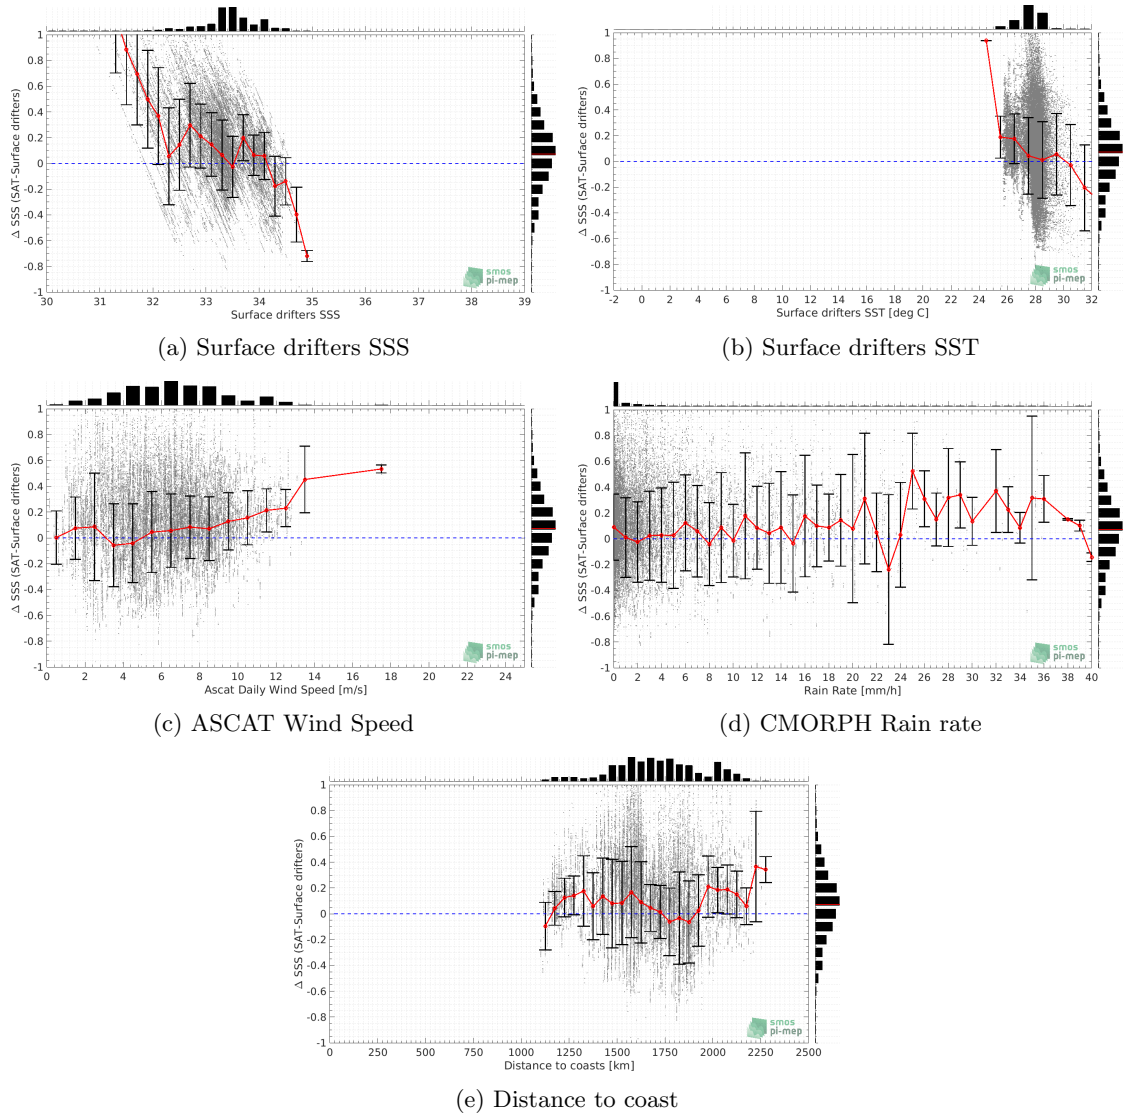 1
0.8
0.6
0.4
0.2
0
-0.2
-0.4
-0.6
-0.8
-1
Δ SSS (SAT-Surface drifters)
smos
pi-mep
30 31 32 33 34 35 36 37 38 39
Surface drifters SSS
(a) Surface drifters SSS
1
0.8
0.6
0.4
0.2
0
-0.2
-0.4
-0.6
-0.8
-1
Δ SSS (SAT-Surface drifters)
smos
pi-mep
-2 0 2 4 6 8 10 12 14 16 18 20 22 24 26 28 30 32
Surface drifters SST [deg C]
(b) Surface drifters SST
1
0.8
0.6
0.4
0.2
0
-0.2
-0.4
-0.6
-0.8
-1
Δ SSS (SAT-Surface drifters)
smos
pi-mep
0 2 4 6 8 10 12 14 16 18 20 22 24
Ascat Daily Wind Speed [m/s]
(c) ASCAT Wind Speed
1
0.8
0.6
0.4
0.2
0
-0.2
-0.4
-0.6
-0.8
-1
Δ SSS (SAT-Surface drifters)
smos
pi-mep
0 2 4 6 8 10 12 14 16 18 20 22 24 26 28 30 32 34 36 38 40
Rain Rate [mm/h]
(d) CMORPH Rain rate
1
0.8
0.6
0.4
0.2
0
-0.2
-0.4
-0.6
-0.8
-1
Δ SSS (SAT-Surface drifters)
smos
pi-mep
0 250 500 750 1000 1250 1500 1750 2000 2250 2500
Distance to coasts [km]
(e) Distance to coast